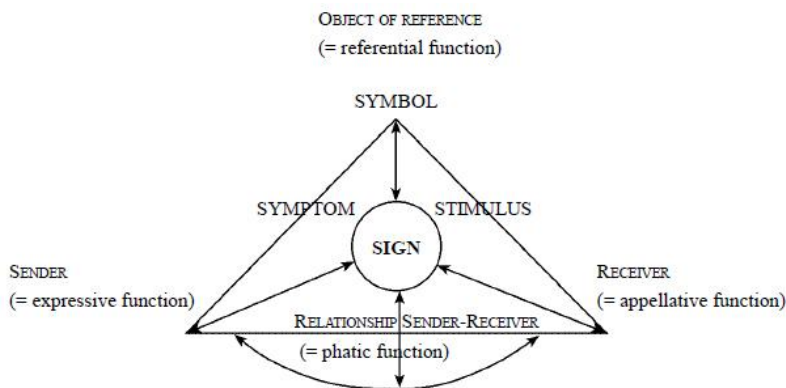 OBJECT OF REFERENCE
(= referential function)
SYMBOL
SYMPTOM
STIMULUS
SIGN
SENDER
(= expressive function)
RECEIVER
(= appellative function)
RELATIONSHIP SENDER-RECEIVER
(= phatic function)